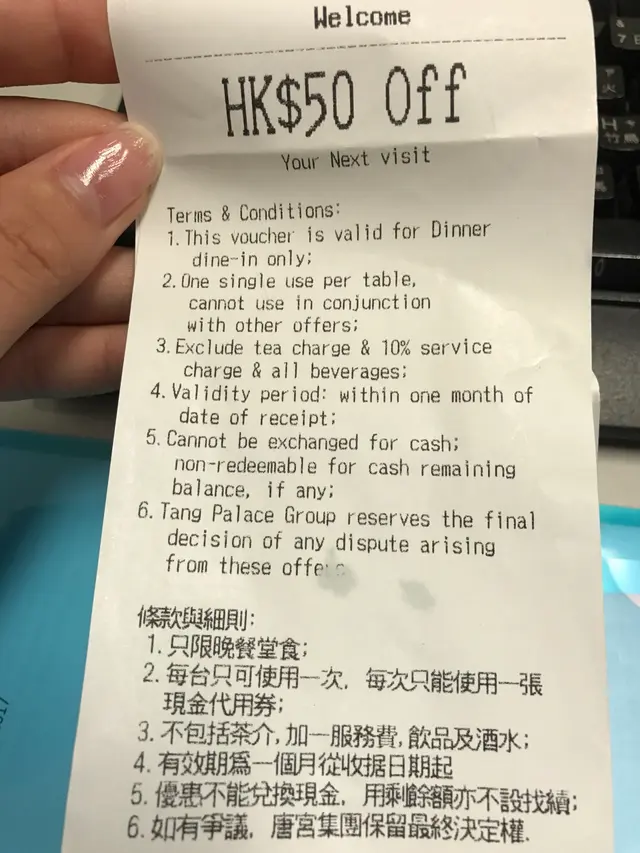 Welcome
HK$50 Off
Your Next visit
Terms & Conditions:
1. This voucher is valid for Dinner
dine-in only;
2. One single use per table,
cannot use in conjunction
with other offers;
3. Exclude tea charge & 10% service
charge & all beverages;
4. Validity period: within one month of
date of receipt;
5. Cannot be exchanged for cash;
non-redeemable for cash remaining
balance, if any;
6. Tang Palace Group reserves the final
decision of any dispute arising
from these
條款與細則:
1. 只限晚餐堂食;
2. 每台只可使用一次, 每次只能使用一張
現金代用券;
3. 不包括茶介, 加一服務費, 飲品及酒水;
4. 有效期爲一個月從收据日期起
5. 優惠不能兌換現金, 用剩餘額亦不設找續;
6. 如有爭議, 唐宮集團保留最終決定權.